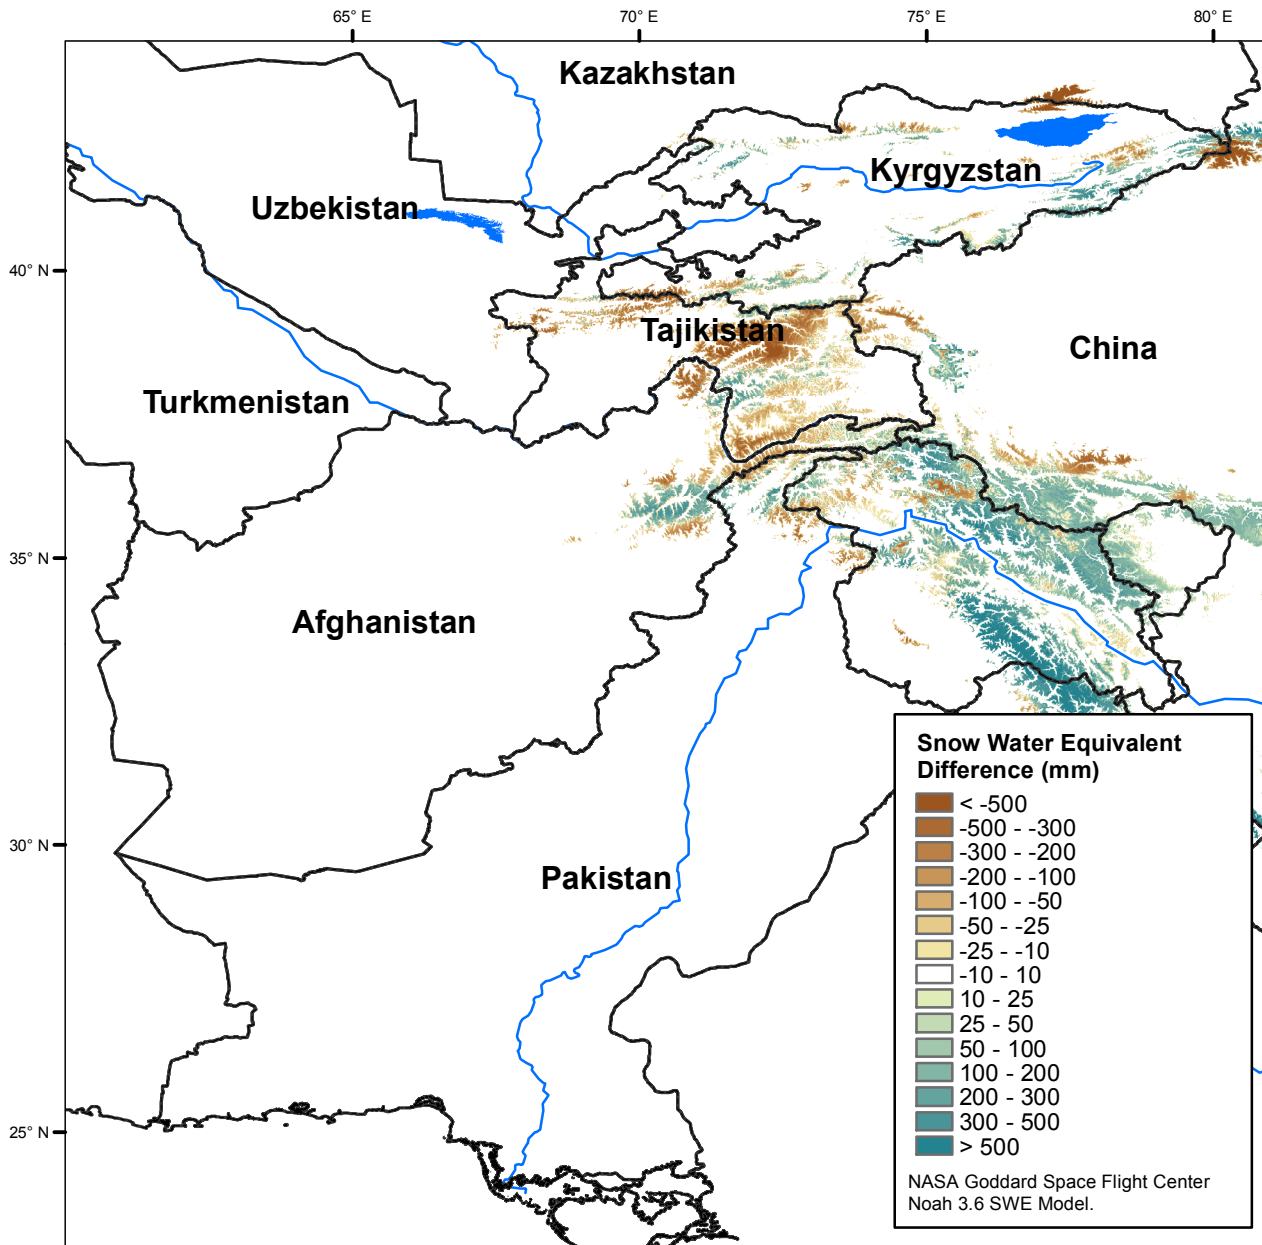 65° E
70° E
75° E
80° E
Kazakhstan
Kyrgyzstan
Uzbekistan
40° N
Tajikistan
China
Turkmenistan
35° N
Afghanistan
30° N
Pakistan
25° N
Snow Water Equivalent
Difference (mm)
< -500
-500 - -300
-300 - -200
-200 - -100
-100 - -50
-50 - -25
-25 - -10
-10 - 10
10 - 25
25 - 50
50 - 100
100 - 200
200 - 300
300 - 500
> 500
NASA Goddard Space Flight Center
Noah 3.6 SWE Model.